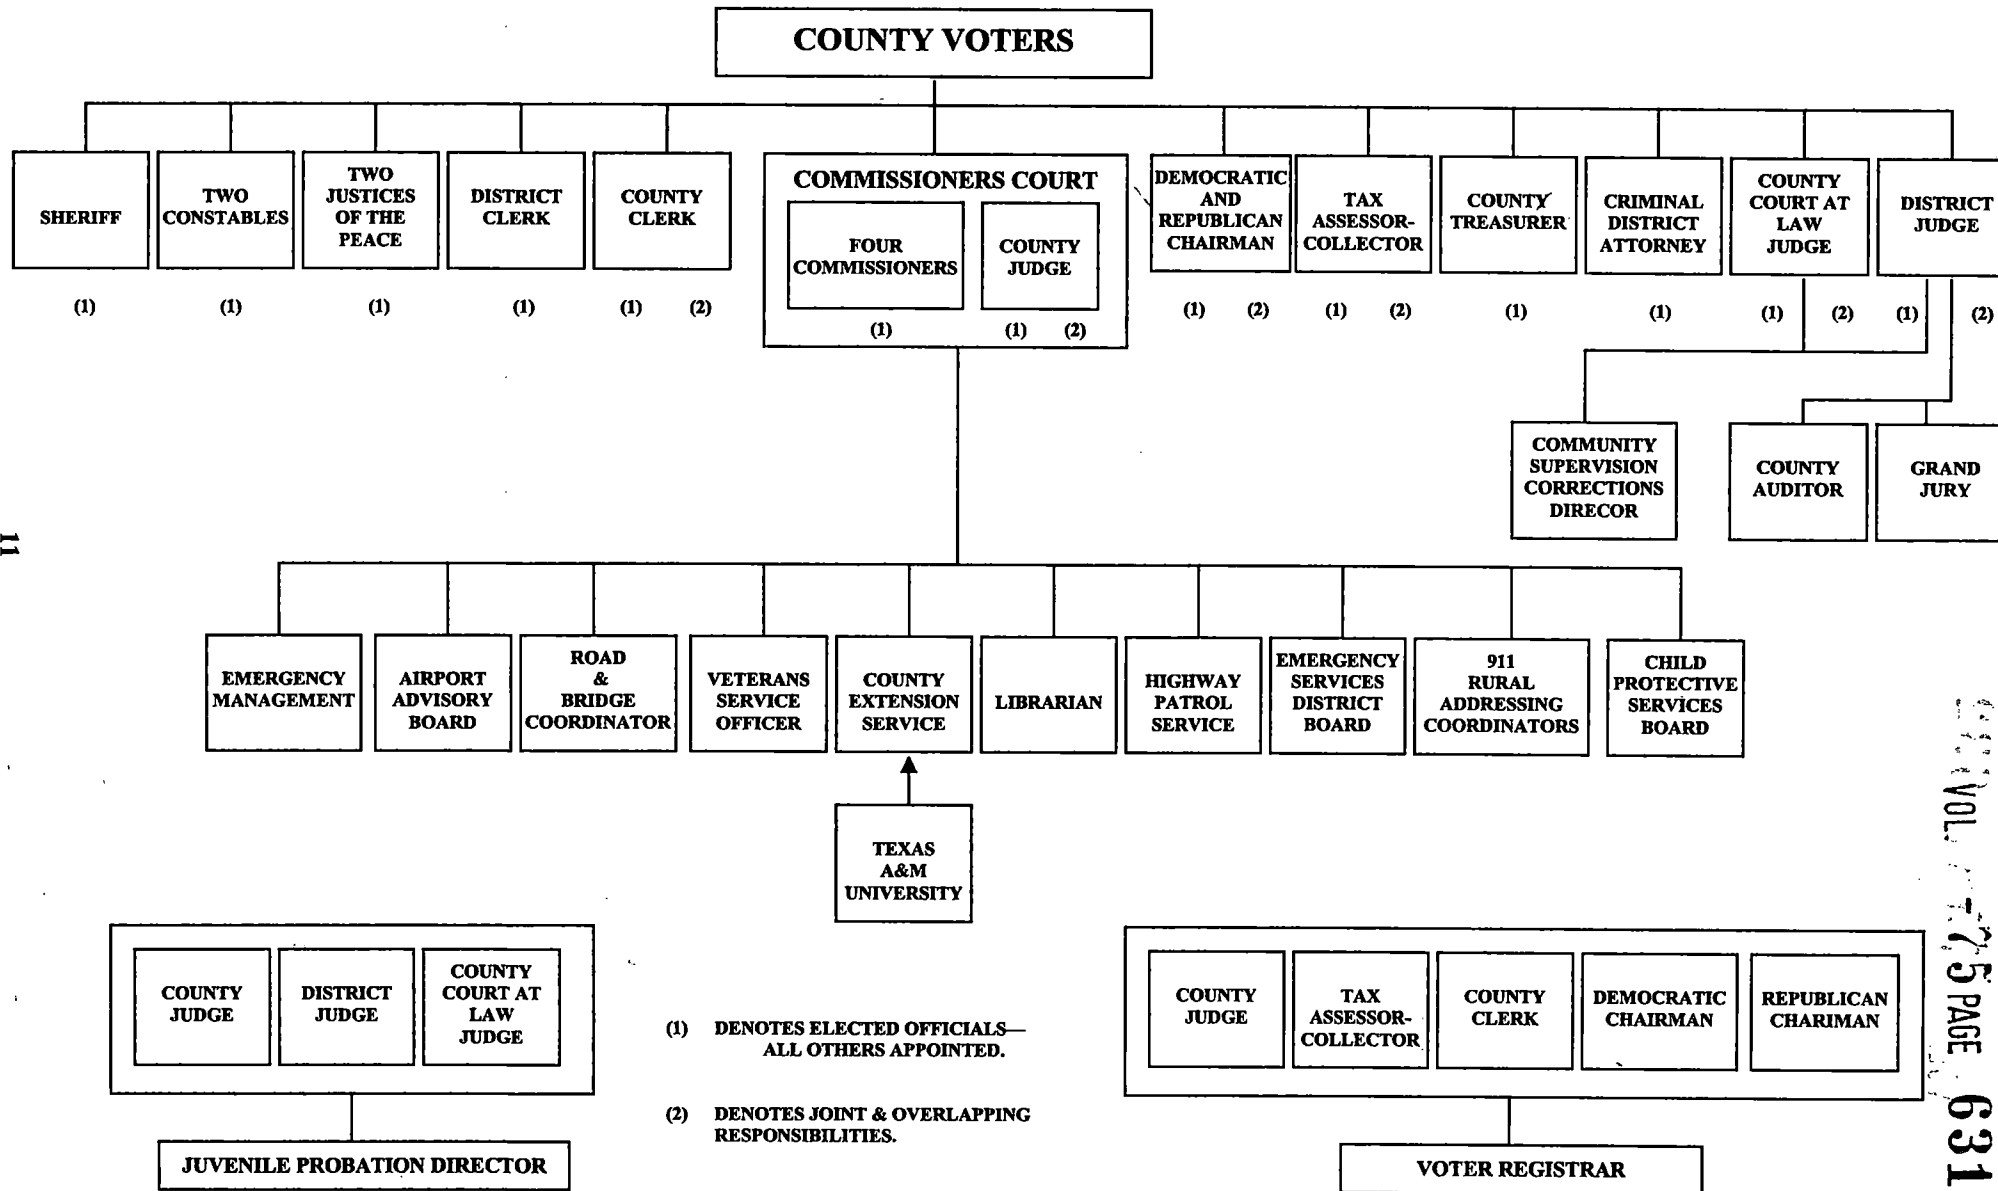 COUNTY VOTERS
SHERIFF
(1)
TWO
CONSTABLES
(1)
TWO
JUSTICES
OF THE
PEACE
(1)
DISTRICT
CLERK
(1)
COUNTY
CLERK
(1) (2)
COMMISSIONERS COURT
FOUR
COMMISSIONERS
(1)
COUNTY
JUDGE
(1) (2)
DEMOCRATIC
AND
REPUBLICAN
CHAIRMAN
(1) (2)
TAX
ASSESSOR-
COLLECTOR
(1) (2)
COUNTY
TREASURER
(1)
CRIMINAL
DISTRICT
ATTORNEY
(1)
COUNTY
COURT AT
LAW
JUDGE
(1) (2)
DISTRICT
JUDGE
(1) (2)
COMMUNITY
SUPERVISION
CORRECTIONS
DIRECOR
COUNTY
AUDITOR
GRAND
JURY
11
EMERGENCY
MANAGEMENT
AIRPORT
ADVISORY
BOARD
ROAD
&
BRIDGE
COORDINATOR
VETERANS
SERVICE
OFFICER
COUNTY
EXTENSION
SERVICE
LIBRARIAN
HIGHWAY
PATROL
SERVICE
EMERGENCY
SERVICES
DISTRICT
BOARD
911
RURAL
ADDRESSING
COORDINATORS
CHILD
PROTECTIVE
SERVICES
BOARD
TEXAS
A&M
UNIVERSITY
COUNTY
JUDGE
DISTRICT
JUDGE
COUNTY
COURT AT
LAW
JUDGE
JUVENILE PROBATION DIRECTOR
(1) DENOTES ELECTED OFFICIALS—
ALL OTHERS APPOINTED.
(2) DENOTES JOINT & OVERLAPPING
RESPONSIBILITIES.
COUNTY
JUDGE
TAX
ASSESSOR-
COLLECTOR
COUNTY
CLERK
DEMOCRATIC
CHAIRMAN
REPUBLICAN
CHARIMAN
VOTER REGISTRAR
VOL. 75 PAGE 631